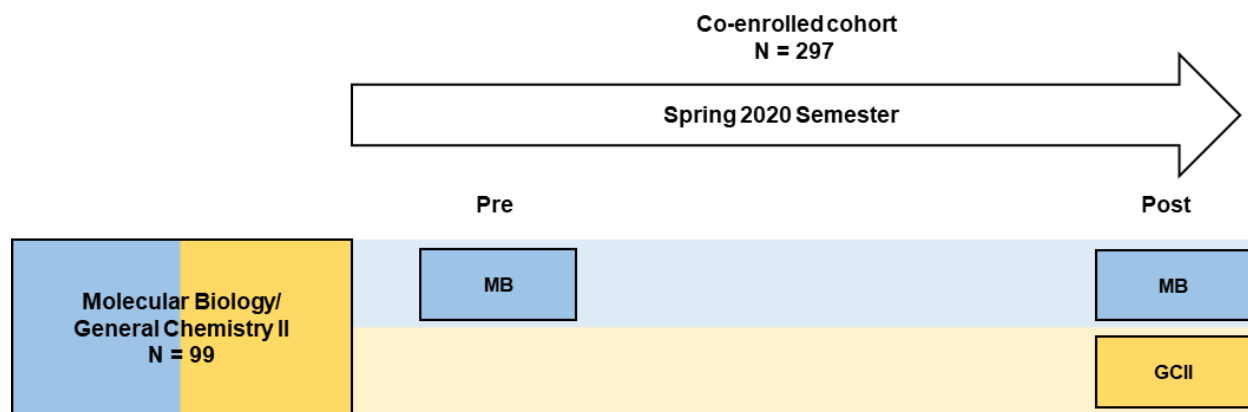 Co-enrolled cohort
N = 297
Spring 2020 Semester
Pre
Post
Molecular Biology/
General Chemistry II
N = 99
MB
MB
GCII